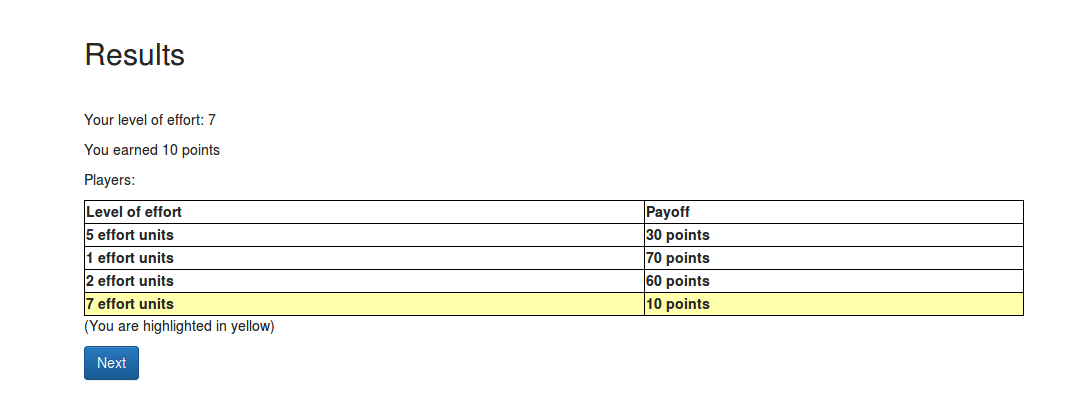 Results
Your level of effort: 7
You earned 10 points
Players:
Level of effort Payoff
5 effort units 30 points
1 effort units 70 points
2 effort units 60 points
7 effort units 10 points
(You are highlighted in yellow)
Next